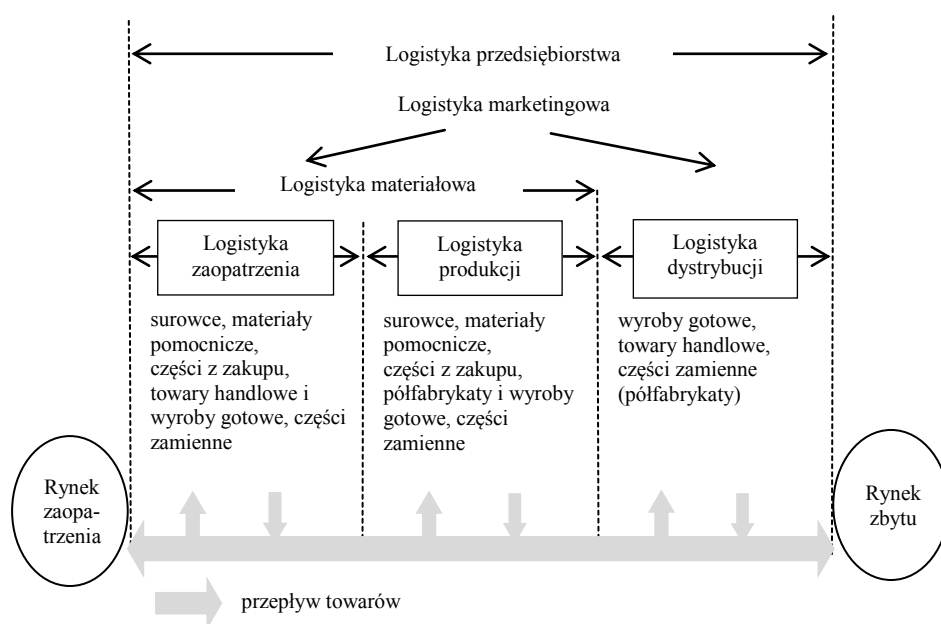 Logistyka przedsiębiorstwa
Logistyka marketingowa
Logistyka materiałowa
Logistyka
zaopatrzenia
Logistyka
produkcji
Logistyka
dystrybucji
surowce, materiały
pomocnicze,
części z zakupu,
towary handlowe i
wyroby gotowe, części
zamienne
surowce, materiały
pomocnicze,
części z zakupu,
półfabrykaty i wyroby
gotowe, części
zamienne
wyroby gotowe,
towary handlowe,
części zamienne
(półfabrykaty)
Rynek
zaopa-
trzenia
Rynek
zbytu
przepływ towarów